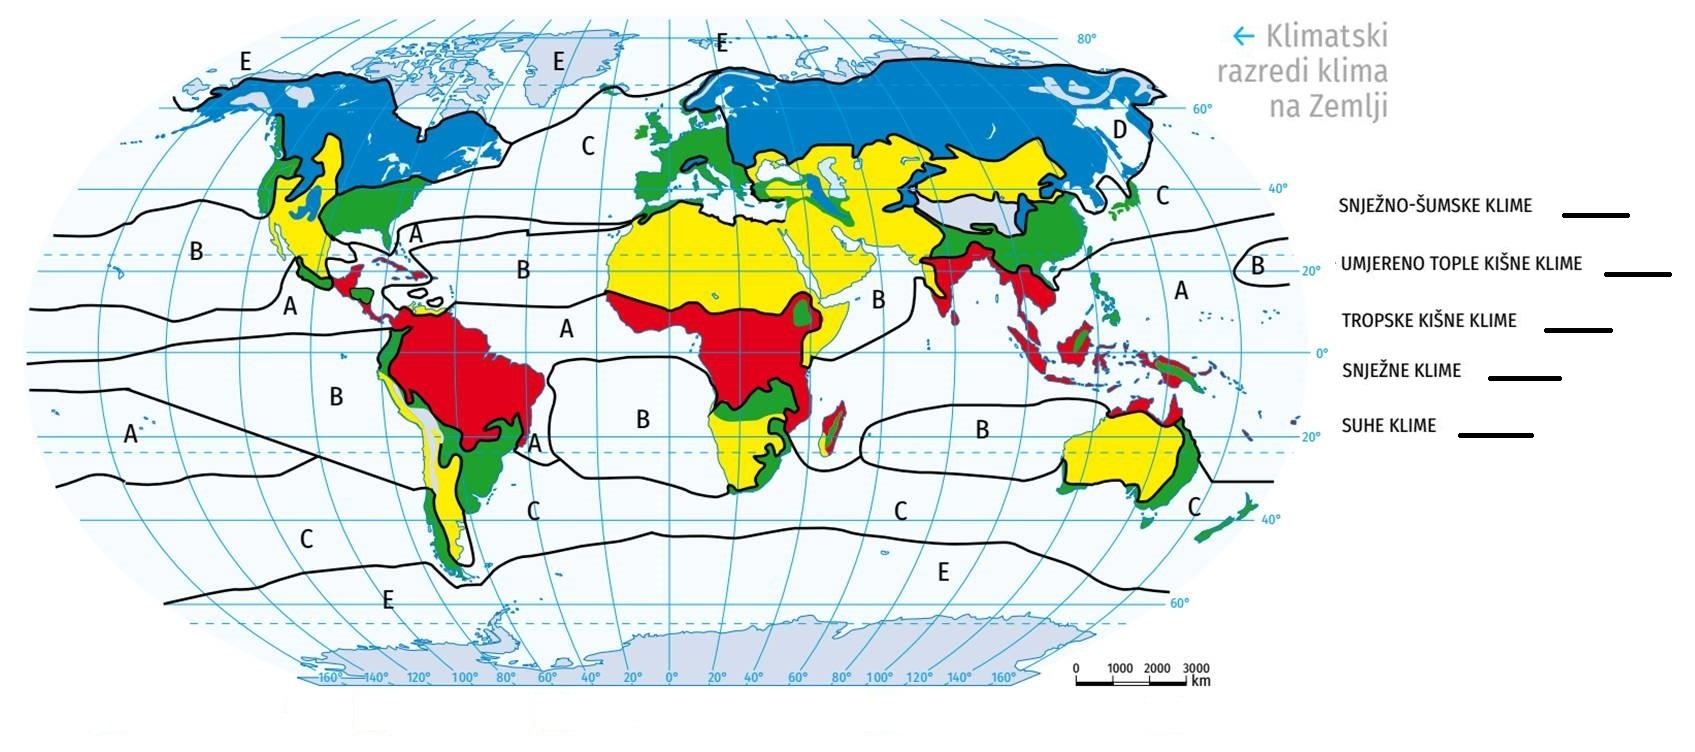 ← Klimatski
razredi klima
na Zemlji
E
E
E
80°
60°
C
D
40°
C
B
A
B
B
20°
A
B
A
A
0°
B
A
B
A
B
20°
C
C
C
C
40°
E
E
60°
160°
140°
120°
100°
80°
60°
40°
20°
0°
20°
40°
60°
80°
100°
120°
140°
160°
0 1000 2000 3000
km
SNJEŽNO-ŠUMSKE KLIME
UMJERENO TOPLE KIŠNE KLIME
TROPSKE KIŠNE KLIME
SNJEŽNE KLIME
SUHE KLIME